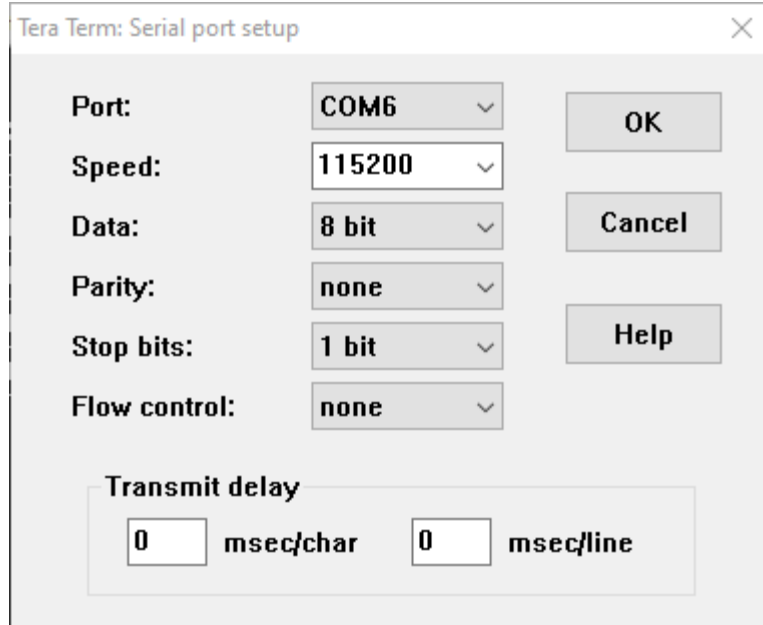 Tera Term: Serial port setup
Port: COM6 OK
Speed: 115200
Data: 8 bit Cancel
Parity: none
Stop bits: 1 bit Help
Flow control: none
Transmit delay
0 msec/char 0 msec/line